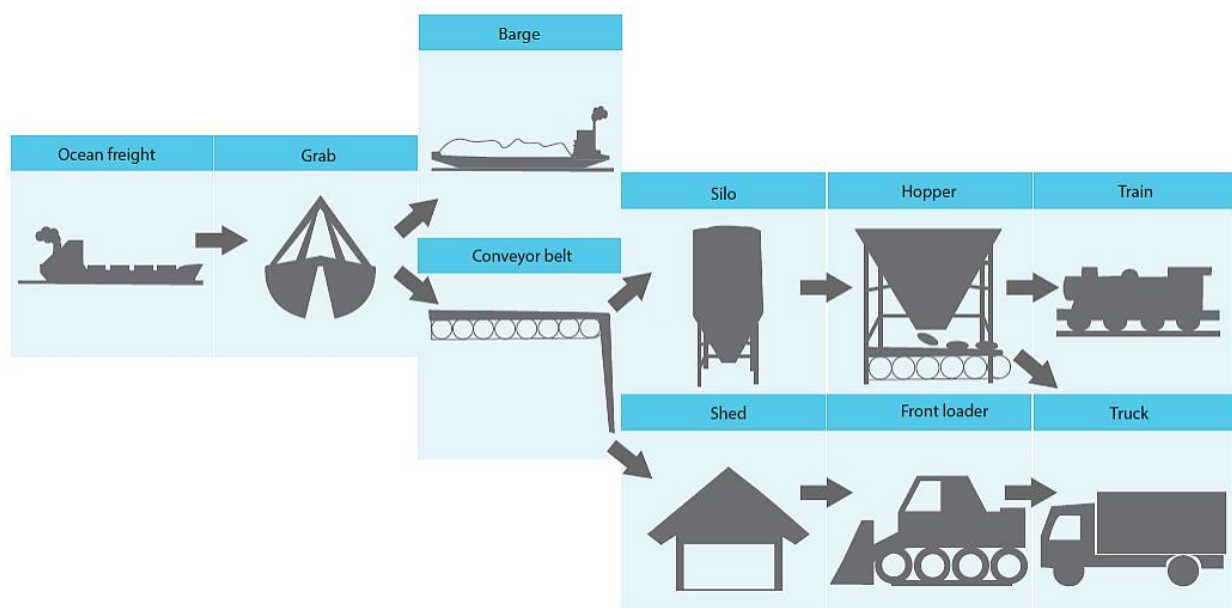 Barge
Ocean freight
Grab
Silo
Hopper
Train
Conveyor belt
Shed
Front loader
Truck